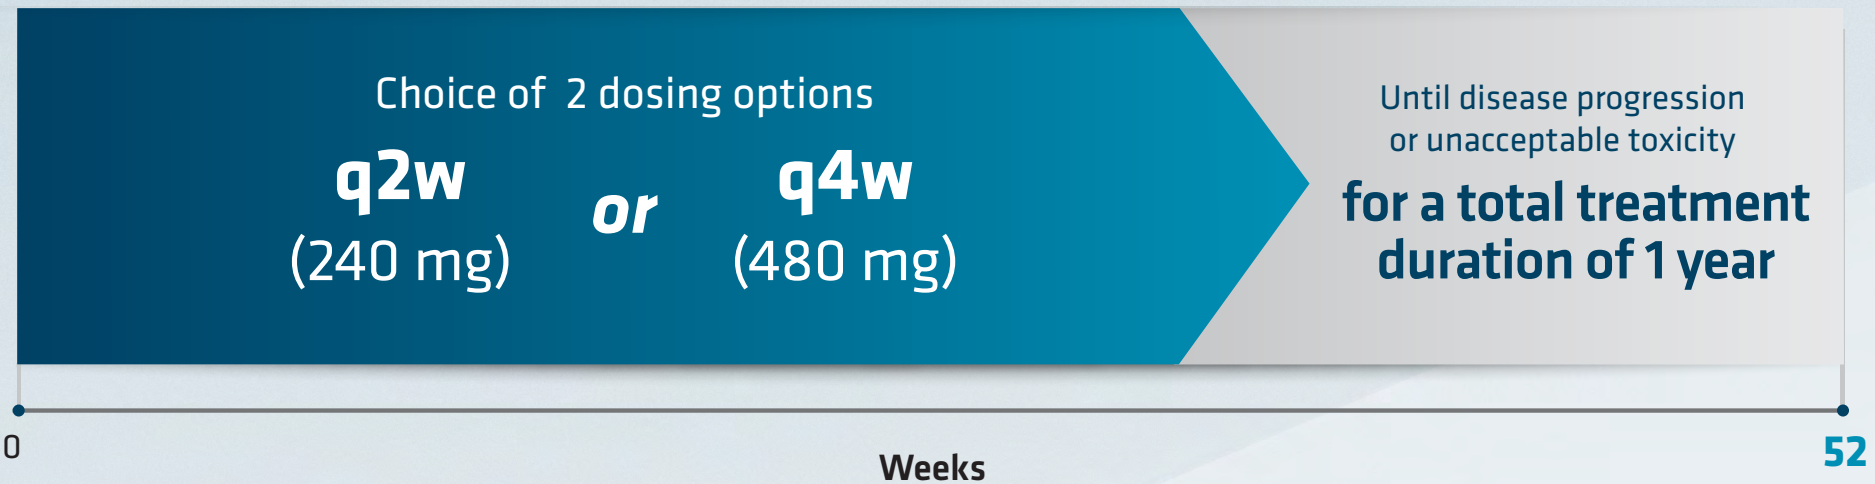 Choice of 2 dosing options
q2w or q4w
(240 mg) (480 mg)
Until disease progression
or unacceptable toxicity
for a total treatment
duration of 1 year
0 Weeks 52